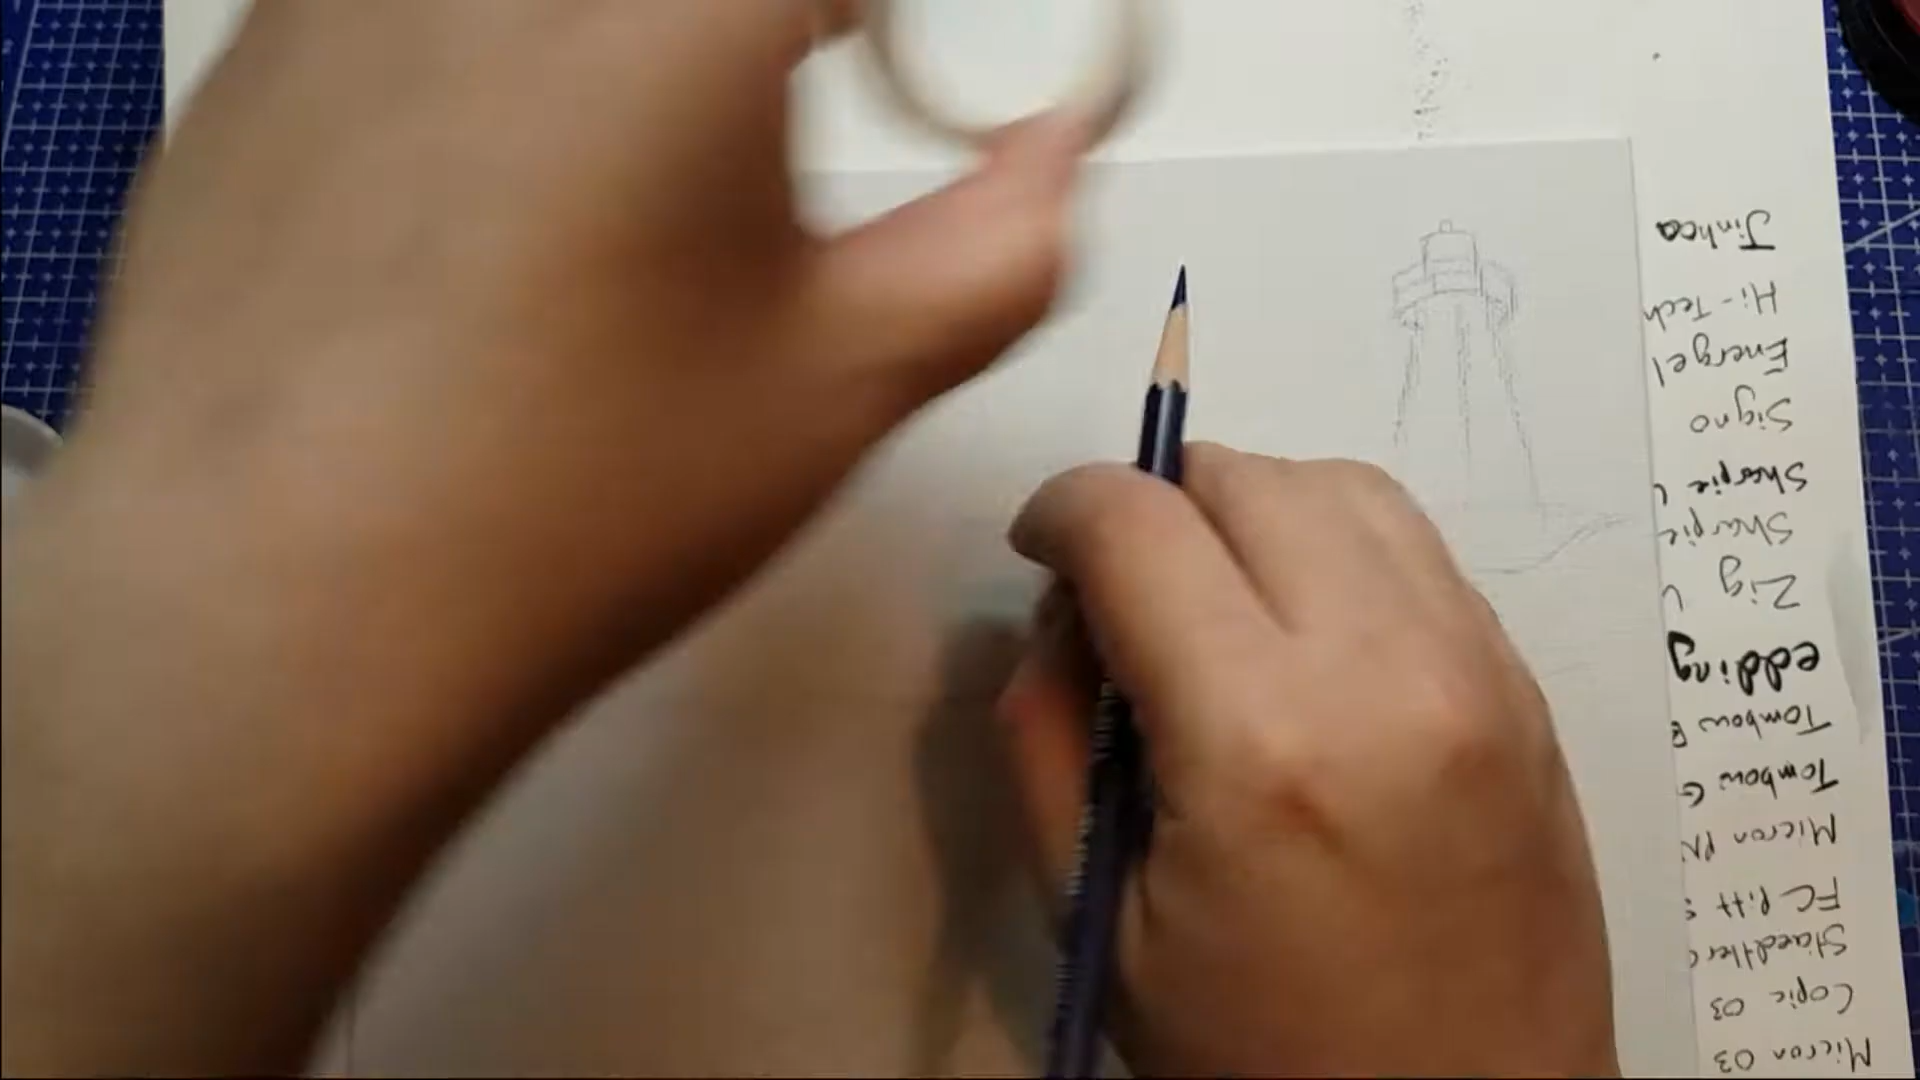 Micron 03
Copic 03
Staedtler
FC Pitt
Micron PN
Tombow G
Tombow B
edding
Zig
Sharpie
Sharpie
Signo
Energel
Hi-Tech
Jinhao